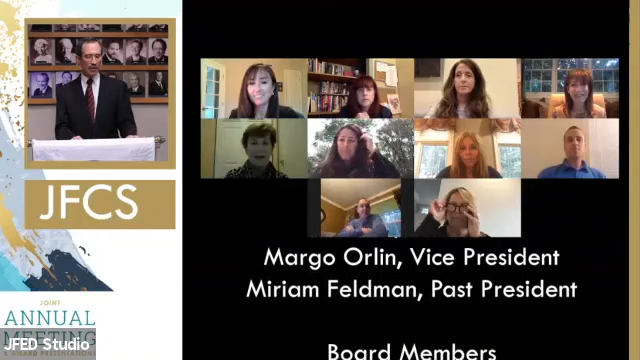 JFCS
JOINT
ANNUAL
MEETING
& AWARD PRESENTATIONS
JFED Studio
Margo Orlin, Vice President
Miriam Feldman, Past President
Board Members